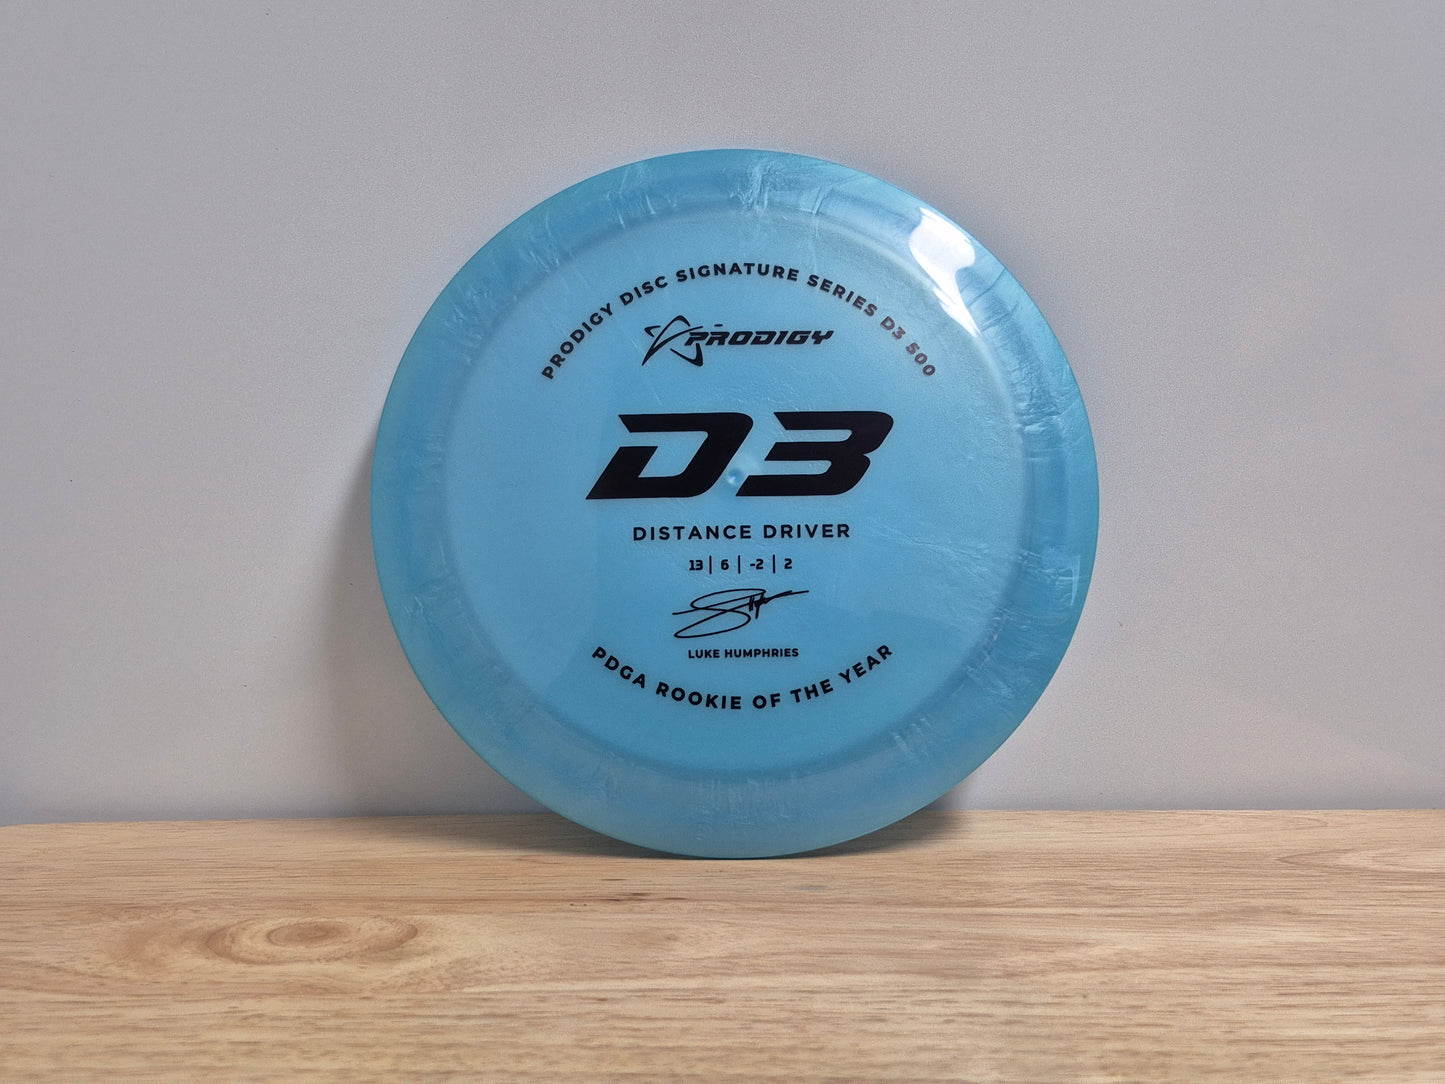 PRODIGY DISC SIGNATURE SERIES D3 500
PRODIGY
D3
DISTANCE DRIVER
13 | 6 | -2 | 2
LUKE HUMPHRIES
PDGA ROOKIE OF THE YEAR